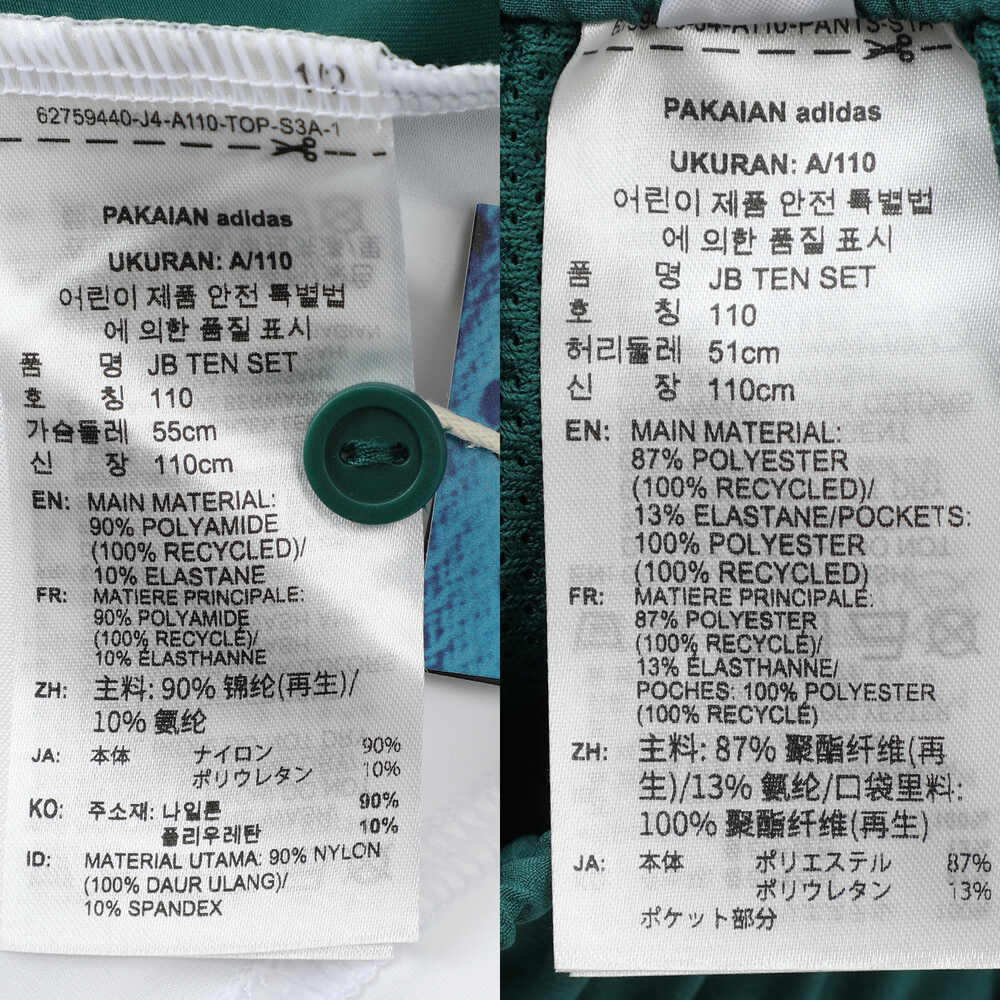 1/2
62759440-J4-A110-TOP-S3A-1
PAKAIAN adidas
UKURAN: A/110
어린이 제품 안전 특별법
에 의한 품질 표시
품 명 JB TEN SET
호 칭 110
가슴둘레 55cm
신 장 110cm
EN: MAIN MATERIAL:
90% POLYAMIDE
(100% RECYCLED)/
10% ELASTANE
FR: MATIERE PRINCIPALE:
90% POLYAMIDE
(100% RECYCLÉ)/
10% ÉLASTHANNE
ZH: 主料: 90% 锦纶(再生)/
10% 氨纶
JA: 本体 ナイロン 90%
ポリウレタン 10%
KO: 주소재: 나일론 90%
폴리우레탄 10%
ID: MATERIAL UTAMA: 90% NYLON
(100% DAUR ULANG)/
10% SPANDEX
PAKAIAN adidas
UKURAN: A/110
어린이 제품 안전 특별법
에 의한 품질 표시
품 명 JB TEN SET
호 칭 110
허리둘레 51cm
신 장 110cm
EN: MAIN MATERIAL:
87% POLYESTER
(100% RECYCLED)/
13% ELASTANE/POCKETS:
100% POLYESTER
(100% RECYCLED)
FR: MATIERE PRINCIPALE:
87% POLYESTER
(100% RECYCLÉ)/
13% ÉLASTHANNE/
POCHES: 100% POLYESTER
(100% RECYCLÉ)
ZH: 主料: 87% 聚酯纤维(再
生)/13% 氨纶/口袋里料:
100% 聚酯纤维(再生)
JA: 本体 ポリエステル 87%
ポリウレタン 13%
ポケット部分